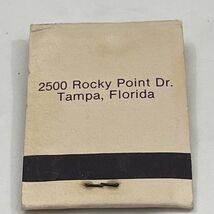 2500 Rocky Point Dr.
Tampa, Florida